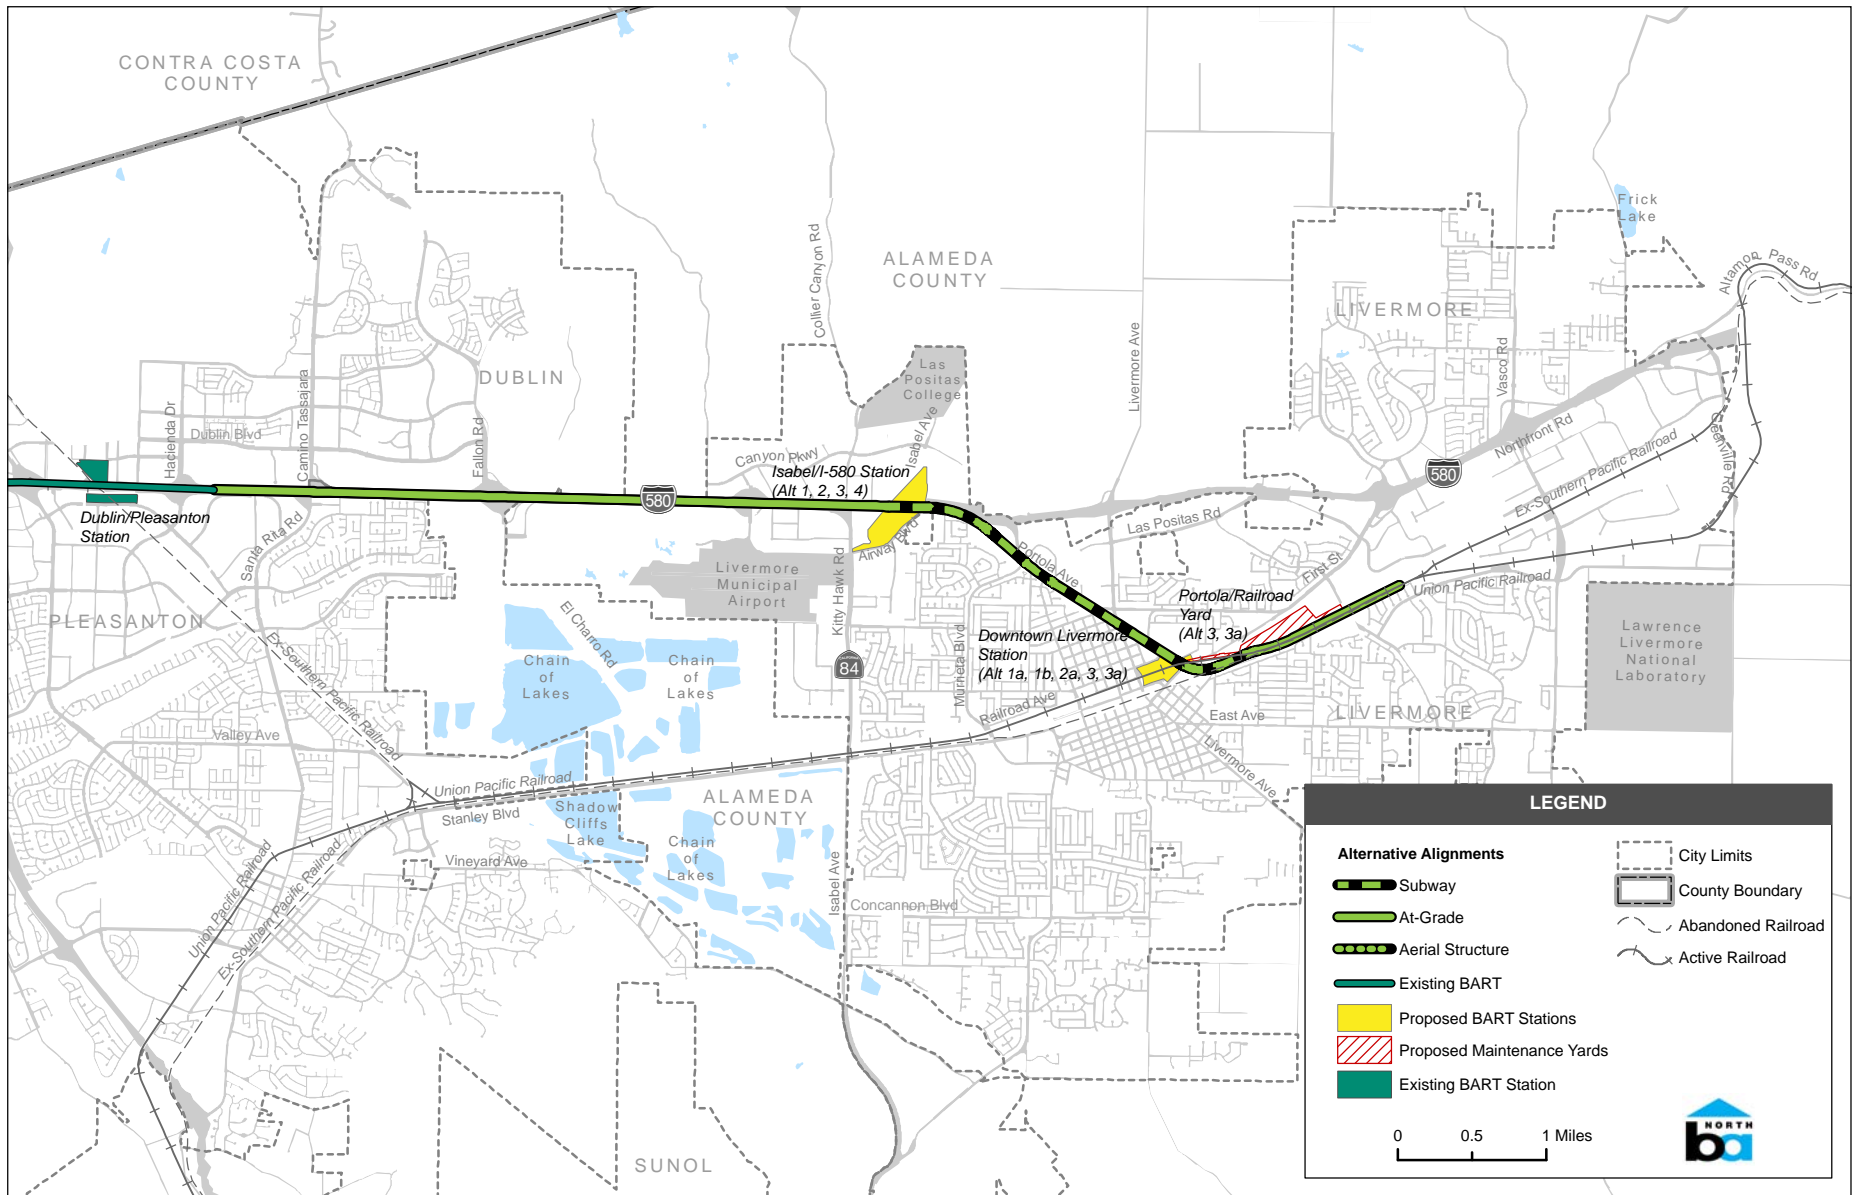 CONTRA COSTA
COUNTY
Frick
Lake
ALAMEDA
COUNTY
Collier Canyon Rd
Altamont Pass Rd
LIVERMORE
Livermore Ave
Vasco Rd
Las
Positas
College
DUBLIN
Camino Tassajara
Hacienda Dr
Dublin Blvd
Fallon Rd
Isabel Ave
Canyon Pkwy
Northfront Rd
Greenville Rd
Ex-Southern Pacific Railroad
Isabel/I-580 Station
(Alt 1, 2, 3, 4)
580
580
Dublin/Pleasanton
Station
Santa Rita Rd
Las Positas Rd
Airway Blvd
Portola Ave
First St
Livermore
Municipal
Airport
Kitty Hawk Rd
Union Pacific Railroad
Portola/Railroad
Yard
(Alt 3, 3a)
PLEASANTON
El Charro Rd
Ex-Southern Pacific Railroad
Downtown Livermore
Station
(Alt 1a, 1b, 2a, 3, 3a)
Murrieta Blvd
Lawrence
Livermore
National
Laboratory
Chain
of
Lakes
Chain
of
Lakes
84
Railroad Ave
East Ave
LIVERMORE
Valley Ave
Livermore Ave
Union Pacific Railroad
Stanley Blvd
Shadow
Cliffs
Lake
ALAMEDA
COUNTY
Chain
of
Lakes
Vineyard Ave
Isabel Ave
Concannon Blvd
Union Pacific Railroad
Ex-Southern Pacific Railroad
SUNOL
LEGEND
Alternative Alignments
Subway
At-Grade
Aerial Structure
Existing BART
Proposed BART Stations
Proposed Maintenance Yards
Existing BART Station
City Limits
County Boundary
Abandoned Railroad
Active Railroad
0 0.5 1 Miles
NORTH
ba